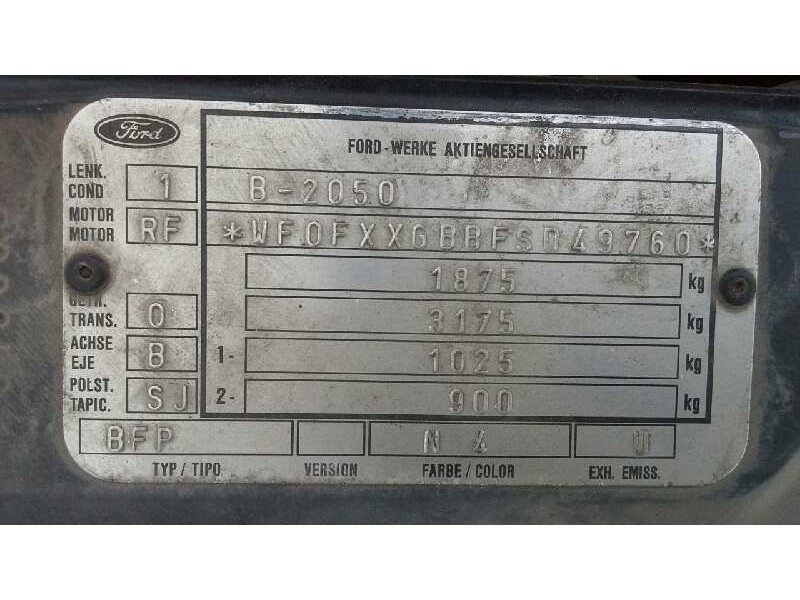 Ford
FORD-WERKE AKTIENGESELLSCHAFT
LENK.
COND 1 B-2050
MOTOR
MOTOR RF *WF0FXXGBBFSD49760*
1875 kg
GETR.
TRANS. 0 3175 kg
ACHSE
EJE B 1- 1025 kg
POLST.
TAPIC. SJ 2- 900 kg
BFP N 4 U
TYP/TIPO VERSION FARBE/COLOR EXH. EMISS.